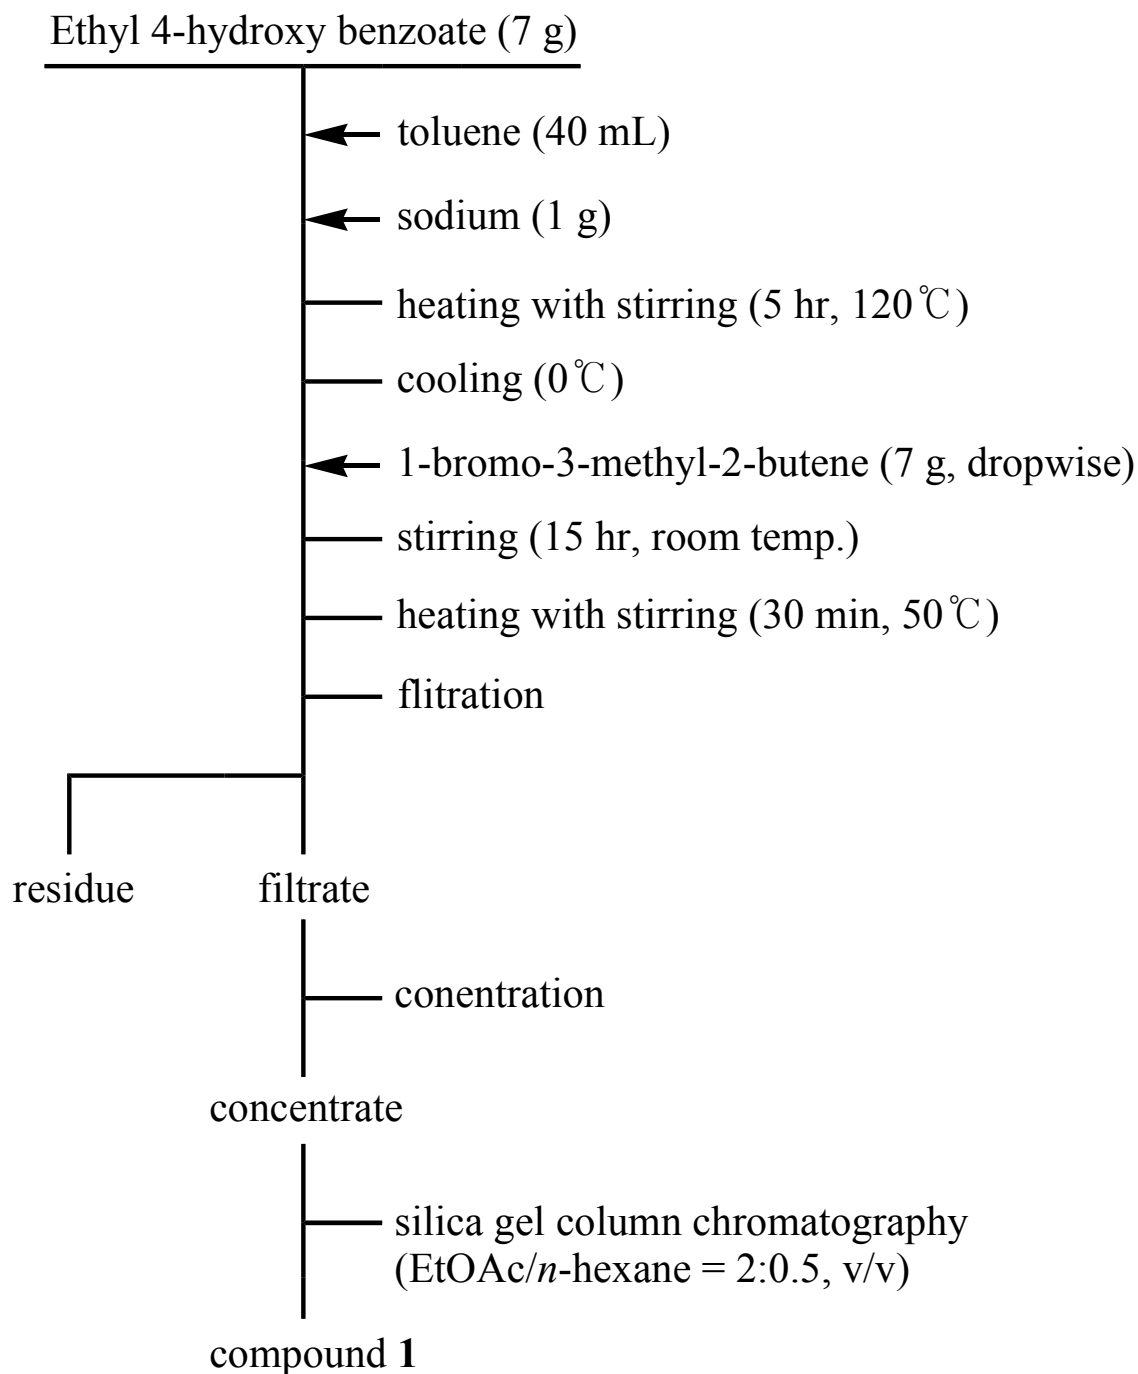 Ethyl 4-hydroxy benzoate (7 g)
toluene (40 mL)
sodium (1 g)
heating with stirring (5 hr, 120℃)
cooling (0℃)
1-bromo-3-methyl-2-butene (7 g, dropwise)
stirring (15 hr, room temp.)
heating with stirring (30 min, 50℃)
flitration
residue
filtrate
conentration
concentrate
silica gel column chromatography
(EtOAc/n-hexane = 2:0.5, v/v)
compound 1